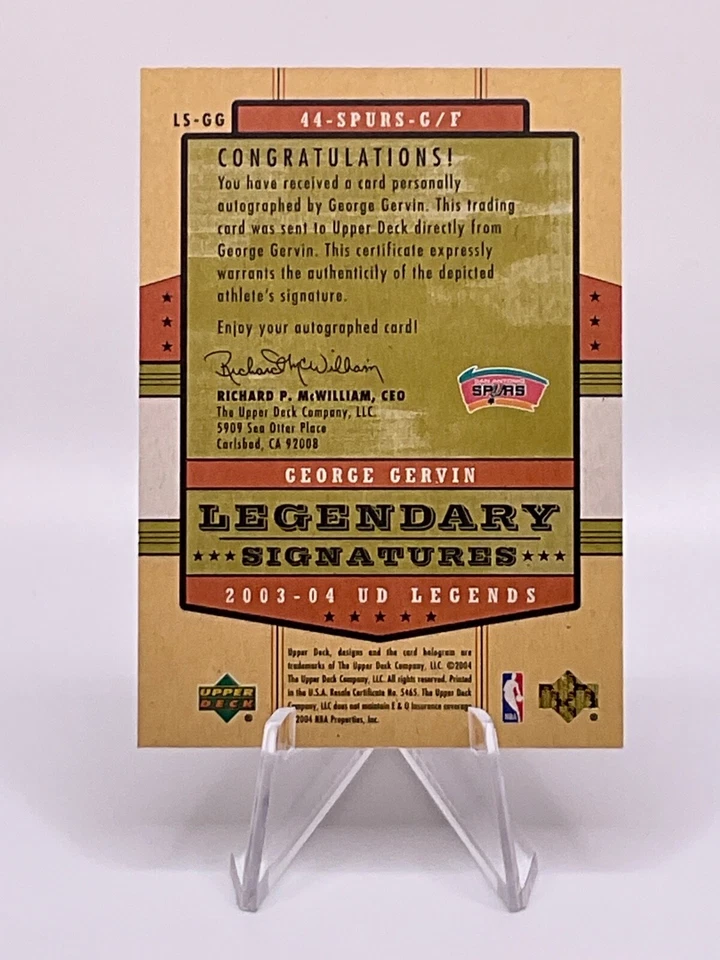 LS-GG
44-SPURS-G/F
CONGRATULATIONS!
You have received a card personally
autographed by George Gervin. This trading
card was sent to Upper Deck directly from
George Gervin. This certificate expressly
warrants the authenticity of the depicted
athlete's signature.
Enjoy your autographed card!
Richard McWilliam
RICHARD P. McWILLIAM, CEO
The Upper Deck Company, LLC.
5909 Sea Otter Place
Carlsbad, CA 92008
SAN ANTONIO
SPURS
GEORGE GERVIN
LEGENDARY
★★★SIGNATURES★★★
2003-04 UD LEGENDS
Upper Deck, designs and the card hologram are
trademarks of The Upper Deck Company, LLC. ©2004
The Upper Deck Company, LLC. All rights reserved. Printed
in the U.S.A. Resale Certificate No. 5465. The Upper Deck
Company, LLC does not maintain E & O Insurance coverage
2004 NBA Properties, Inc.
UPPER
DECK
®
NBA
®